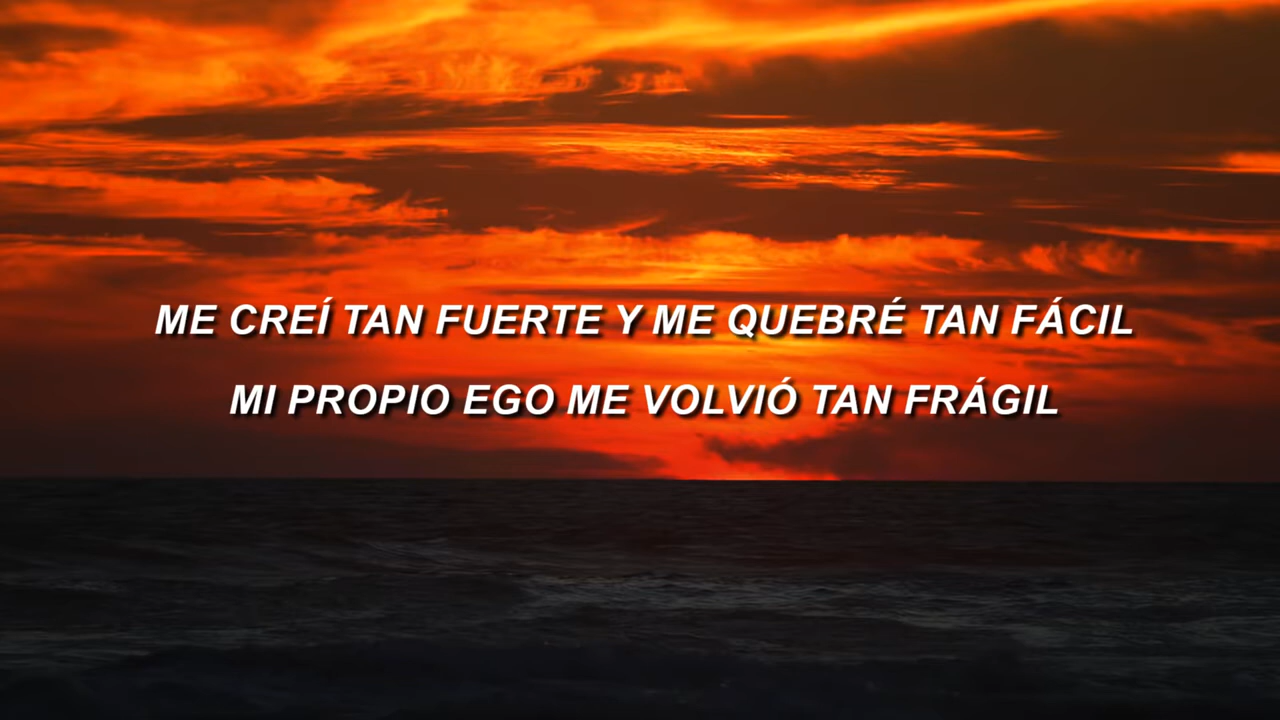 ME CREÍ TAN FUERTE Y ME QUEBRÉ TAN FÁCIL
MI PROPIO EGO ME VOLVIÓ TAN FRÁGIL